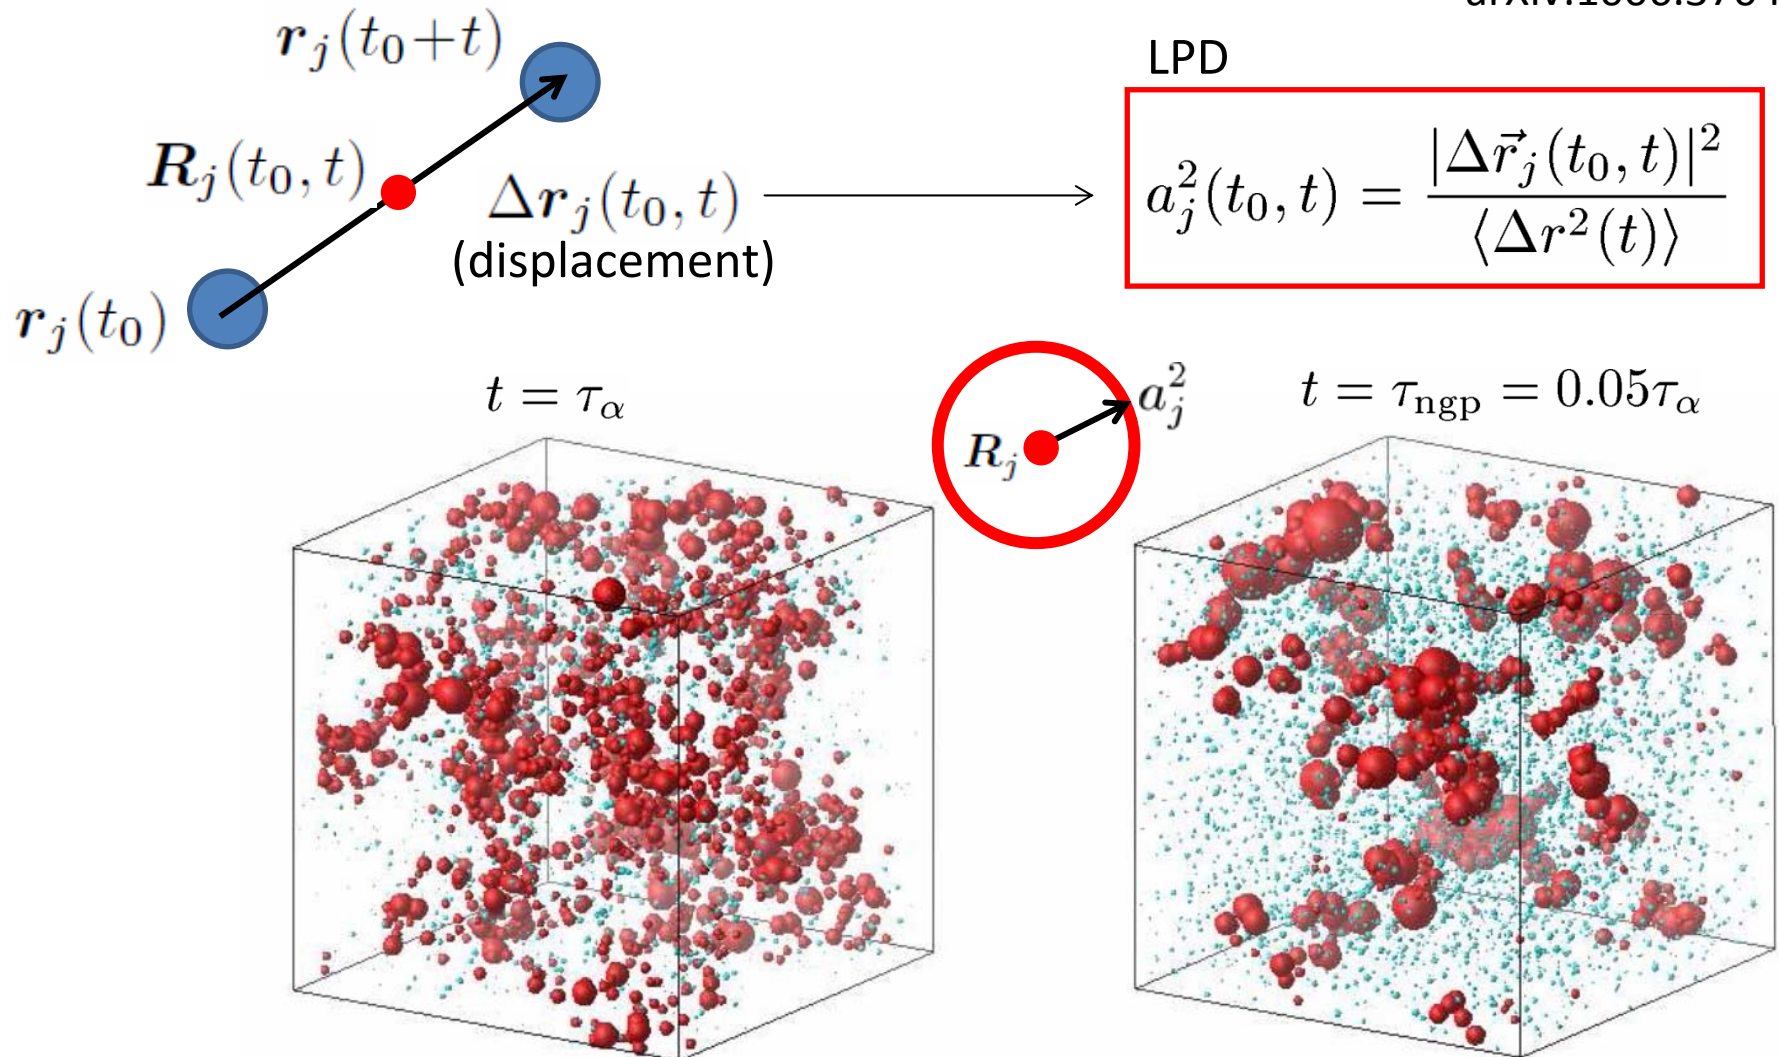 r_j(t_0+t)
LPD
R_j(t_0, t)
Δr_j(t_0, t)
(displacement)
a_j^2(t_0, t) = |Δ\vec{r}_j(t_0, t)|^2 / ⟨Δr^2(t)⟩
r_j(t_0)
t = τ_α
R_j
a_j^2
t = τ_ngp = 0.05τ_α